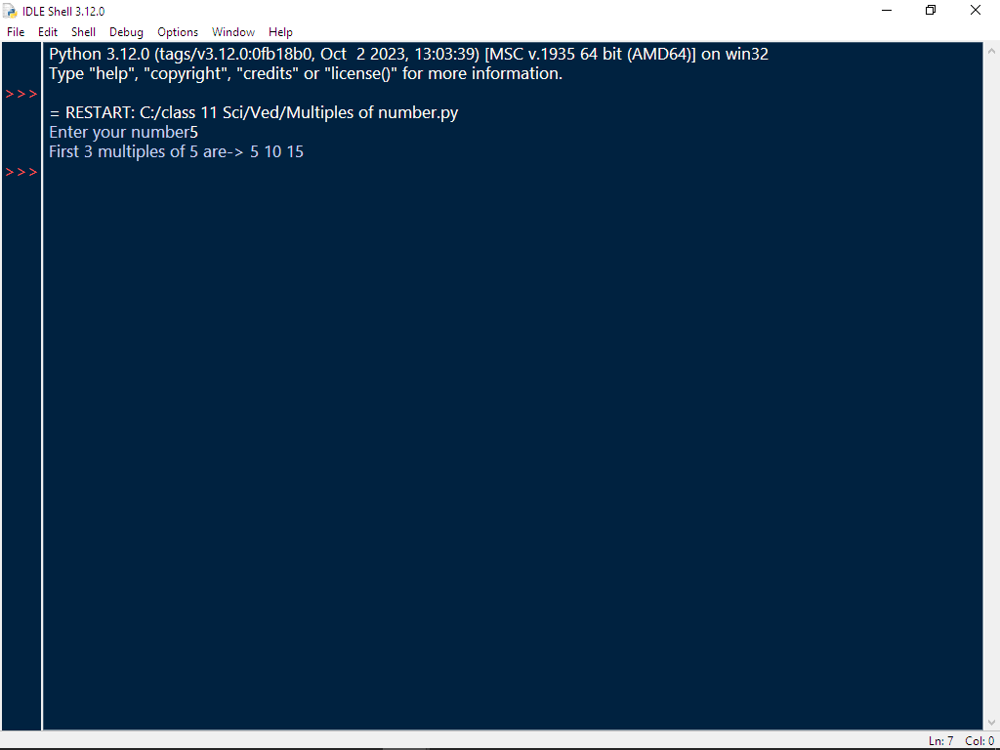 IDLE Shell 3.12.0
File Edit Shell Debug Options Window Help
Python 3.12.0 (tags/v3.12.0:0fb18b0, Oct  2 2023, 13:03:39) [MSC v.1935 64 bit (AMD64)] on win32
Type "help", "copyright", "credits" or "license()" for more information.
>>>
= RESTART: C:/class 11 Sci/Ved/Multiples of number.py
Enter your number5
First 3 multiples of 5 are-> 5 10 15
>>>
Ln: 7 Col: 0